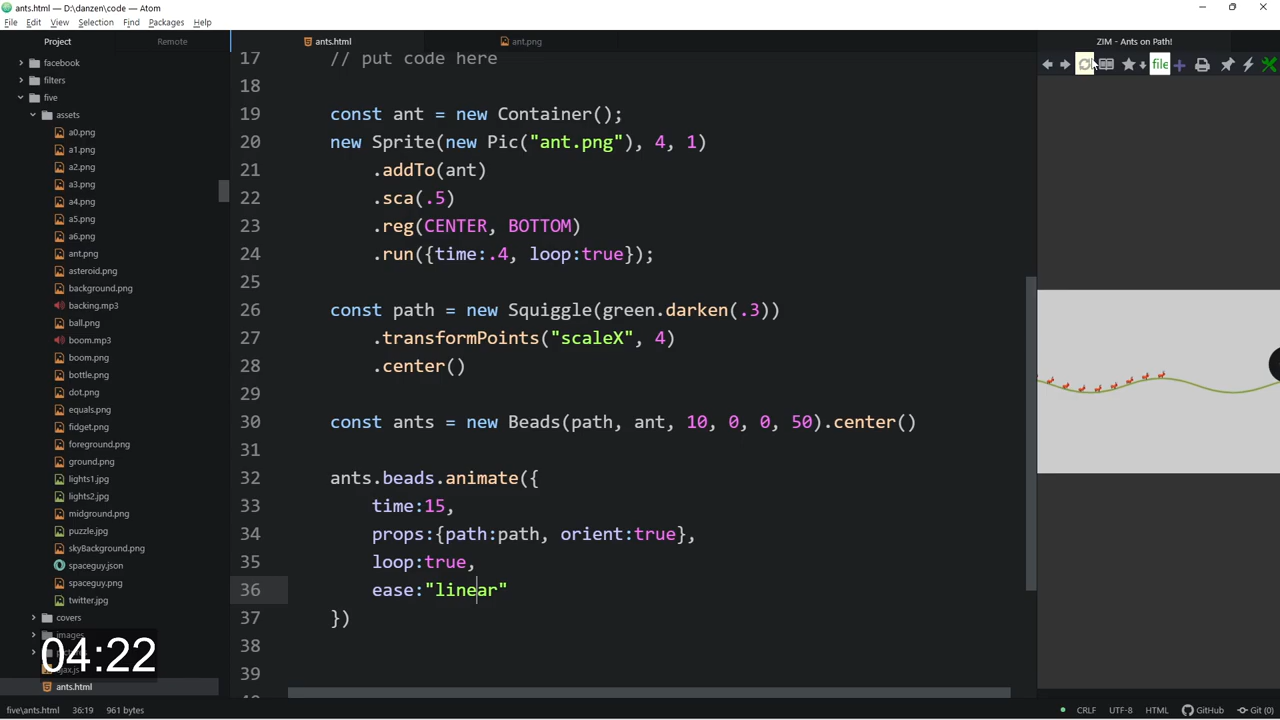 ants.html — D:\danzen\code — Atom
File Edit View Selection Find Packages Help
Project Remote
ants.html ant.png
ZIM - Ants on Path!
file
facebook
filters
five
assets
a0.png
a1.png
a2.png
a3.png
a4.png
a5.png
a6.png
ant.png
asteroid.png
background.png
backing.mp3
ball.png
boom.mp3
boom.png
bottle.png
dot.png
equals.png
fidget.png
foreground.png
ground.png
lights1.jpg
lights2.jpg
midground.png
puzzle.jpg
skyBackground.png
spaceguy.json
spaceguy.png
twitter.jpg
covers
images
ajax.js
ants.html
04:22
17 // put code here
18
19 const ant = new Container();
20 new Sprite(new Pic("ant.png"), 4, 1)
21 .addTo(ant)
22 .sca(.5)
23 .reg(CENTER, BOTTOM)
24 .run({time:.4, loop:true});
25
26 const path = new Squiggle(green.darken(.3))
27 .transformPoints("scaleX", 4)
28 .center()
29
30 const ants = new Beads(path, ant, 10, 0, 0, 50).center()
31
32 ants.beads.animate({
33 time:15,
34 props:{path:path, orient:true},
35 loop:true,
36 ease:"linear"
37 })
38
39
five\ants.html 36:19 961 bytes
CRLF UTF-8 HTML GitHub Git (0)